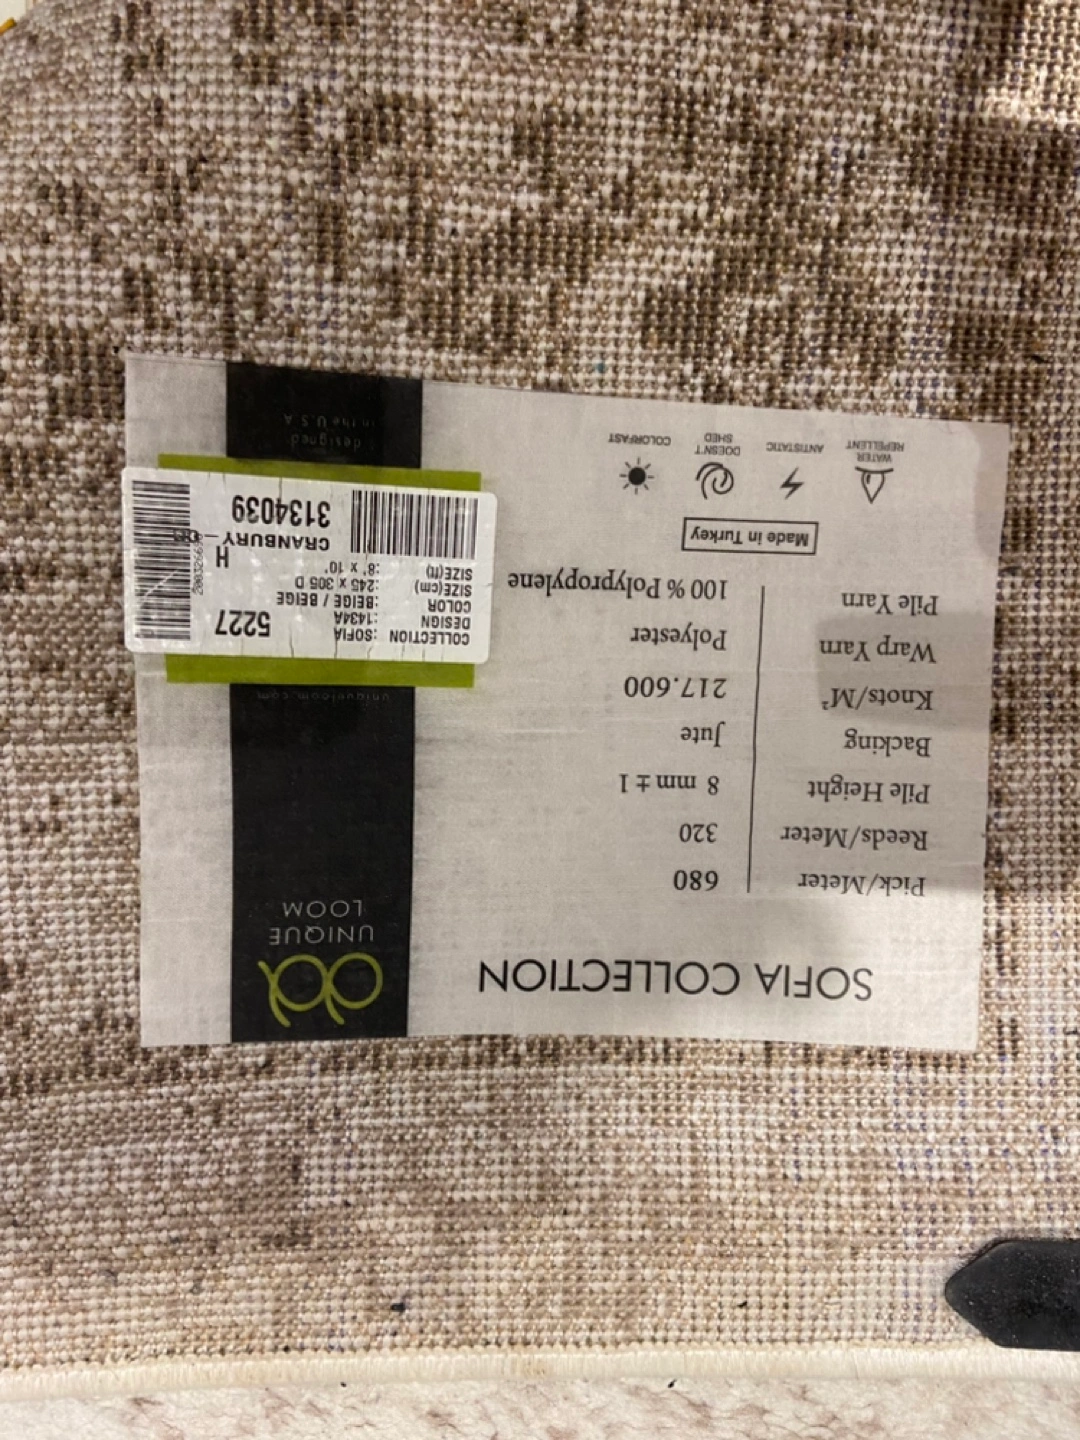 SOFIA COLLECTION
Pick/Meter 680
Reeds/Meter 320
Pile Height 8 mm ± 1
Backing Jute
Knots/M² 217.600
Warp Yarn Polyester
Pile Yarn 100 % Polypropylene
Made in Turkey
WATER REPELLENT
ANTISTATIC
DOESN'T SHED
COLORFAST
UNIQUE
LOOM
uniqueloom.com
COLLECTION :SOFIA 5227
DESIGN :1434A
COLOR :BEIGE / BEIGE
SIZE(cm) :245 x 305 D
SIZE(ft) :8' x 10' H
CRANBURY
3134039
designed
in the U.S.A